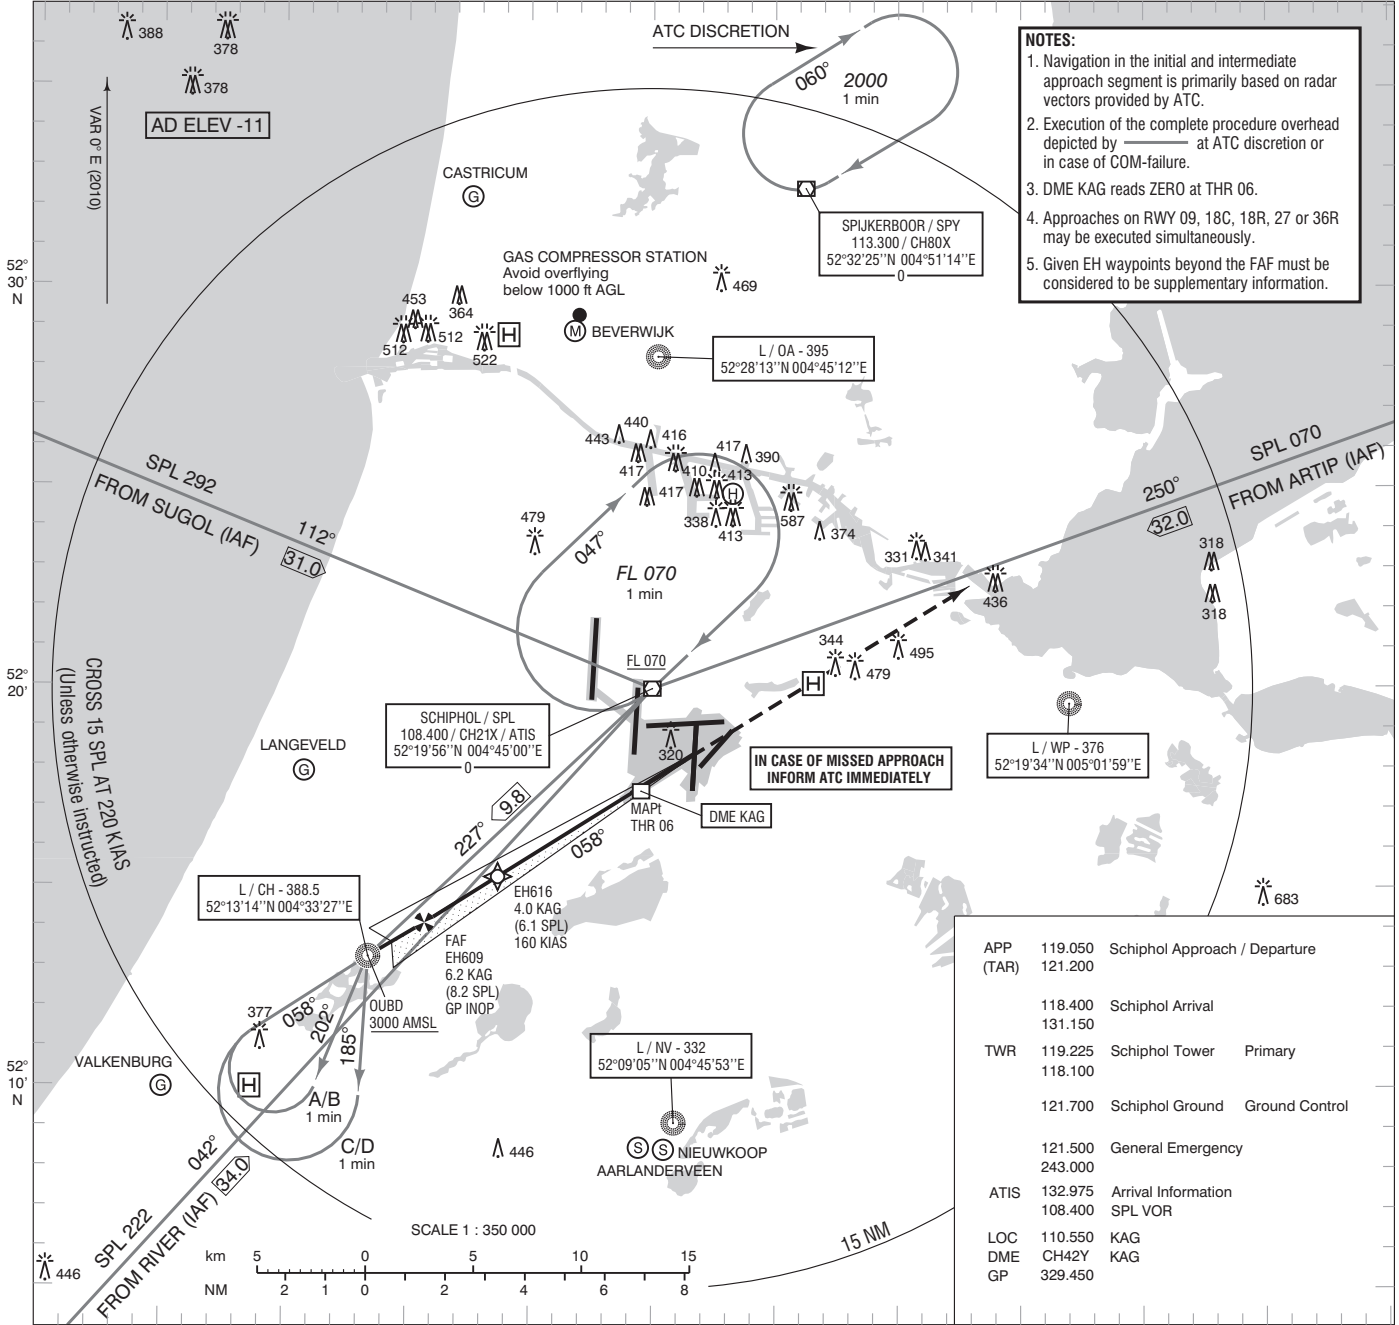 388
378
378
AD ELEV -11
VAR 0° E (2010)
ATC DISCRETION
060°
2000
1 min
NOTES:
1. Navigation in the initial and intermediate
approach segment is primarily based on radar
vectors provided by ATC.
2. Execution of the complete procedure overhead
depicted by at ATC discretion or
in case of COM-failure.
3. DME KAG reads ZERO at THR 06.
4. Approaches on RWY 09, 18C, 18R, 27 or 36R
may be executed simultaneously.
5. Given EH waypoints beyond the FAF must be
considered to be supplementary information.
CASTRICUM
G
SPIJKERBOOR / SPY
113.300 / CH80X
52°32'25''N 004°51'14''E
0
GAS COMPRESSOR STATION
Avoid overflying
below 1000 ft AGL
469
52°
30'
N
453
364
512
512
522
H
M BEVERWIJK
L / OA - 395
52°28'13''N 004°45'12''E
440
443
416
417
417
390
410
413
417
H
338
413
587
374
331
341
436
318
318
479
SPL 292
FROM SUGOL (IAF)
112°
31.0
SPL 070
FROM ARTIP (IAF)
250°
32.0
047°
FL 070
1 min
344
479
495
H
52°
20'
FL 070
SCHIPHOL / SPL
108.400 / CH21X / ATIS
52°19'56''N 004°45'00''E
0
320
CROSS 15 SPL AT 220 KIAS
(Unless otherwise instructed)
LANGEVELD
G
IN CASE OF MISSED APPROACH
INFORM ATC IMMEDIATELY
L / WP - 376
52°19'34''N 005°01'59''E
MAPt
THR 06
DME KAG
9.8
227°
058°
L / CH - 388.5
52°13'14''N 004°33'27''E
EH616
4.0 KAG
(6.1 SPL)
160 KIAS
FAF
EH609
6.2 KAG
(8.2 SPL)
GP INOP
683
OUBD
3000 AMSL
377
058°
202°
185°
VALKENBURG
G
H
A/B
1 min
C/D
1 min
52°
10'
N
L / NV - 332
52°09'05''N 004°45'53''E
446
S
S NIEUWKOOP
AARLANDERVEEN
042°
34.0
SPL 222
FROM RIVER (IAF)
446
SCALE 1 : 350 000
km 5 0 5 10 15
NM 2 1 0 2 4 6 8
15 NM
APP 119.050 Schiphol Approach / Departure
(TAR) 121.200
118.400 Schiphol Arrival
131.150
TWR 119.225 Schiphol Tower Primary
118.100
121.700 Schiphol Ground Ground Control
121.500 General Emergency
243.000
ATIS 132.975 Arrival Information
108.400 SPL VOR
LOC 110.550 KAG
DME CH42Y KAG
GP 329.450